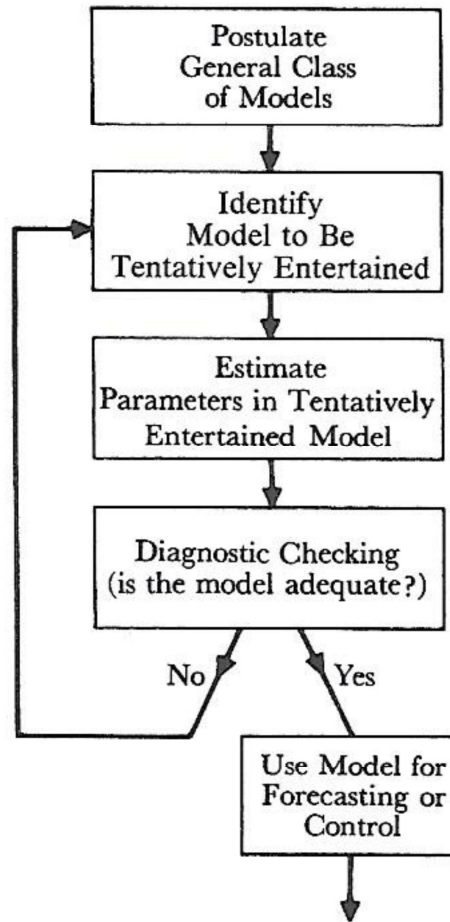 Postulate
General Class
of Models
Identify
Model to Be
Tentatively Entertained
Estimate
Parameters in Tentatively
Entertained Model
Diagnostic Checking
(is the model adequate?)
No
Yes
Use Model for
Forecasting or
Control